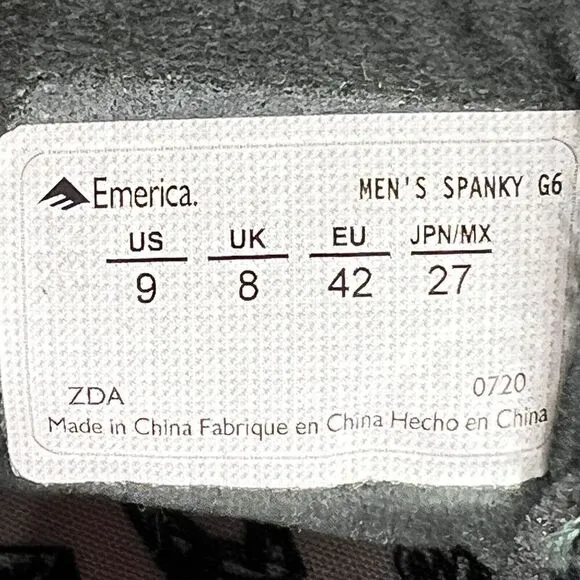 Emerica. MEN'S SPANKY G6
US UK EU JPN/MX
9 8 42 27
ZDA 0720
Made in China Fabrique en China Hecho en China